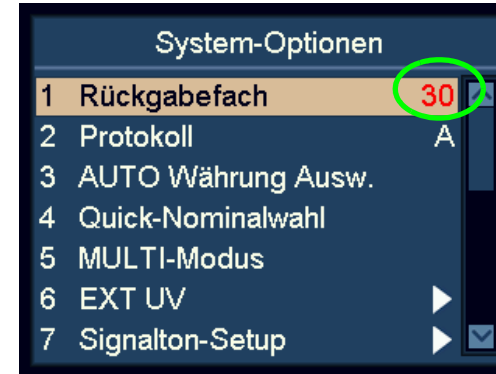 System-Optionen
1 Rückgabefach 30
2 Protokoll A
3 AUTO Währung Ausw.
4 Quick-Nominalwahl
5 MULTI-Modus
6 EXT UV
7 Signalton-Setup